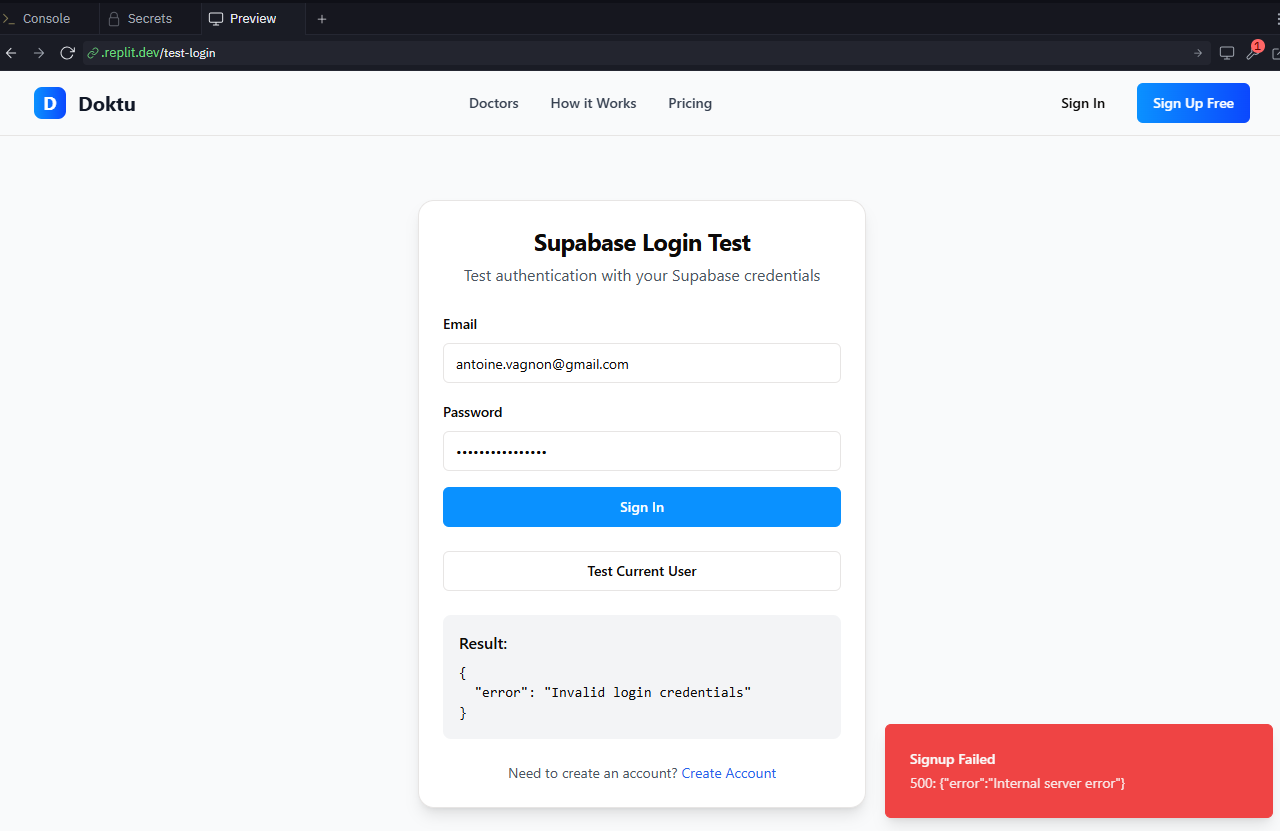 Console
Secrets
Preview
.replit.dev/test-login
1
D
Doktu
Doctors
How it Works
Pricing
Sign In
Sign Up Free
Supabase Login Test
Test authentication with your Supabase credentials
Email
antoine.vagnon@gmail.com
Password
••••••••••••••••
Sign In
Test Current User
Result:
{
"error": "Invalid login credentials"
}
Need to create an account? Create Account
Signup Failed
500: {"error":"Internal server error"}